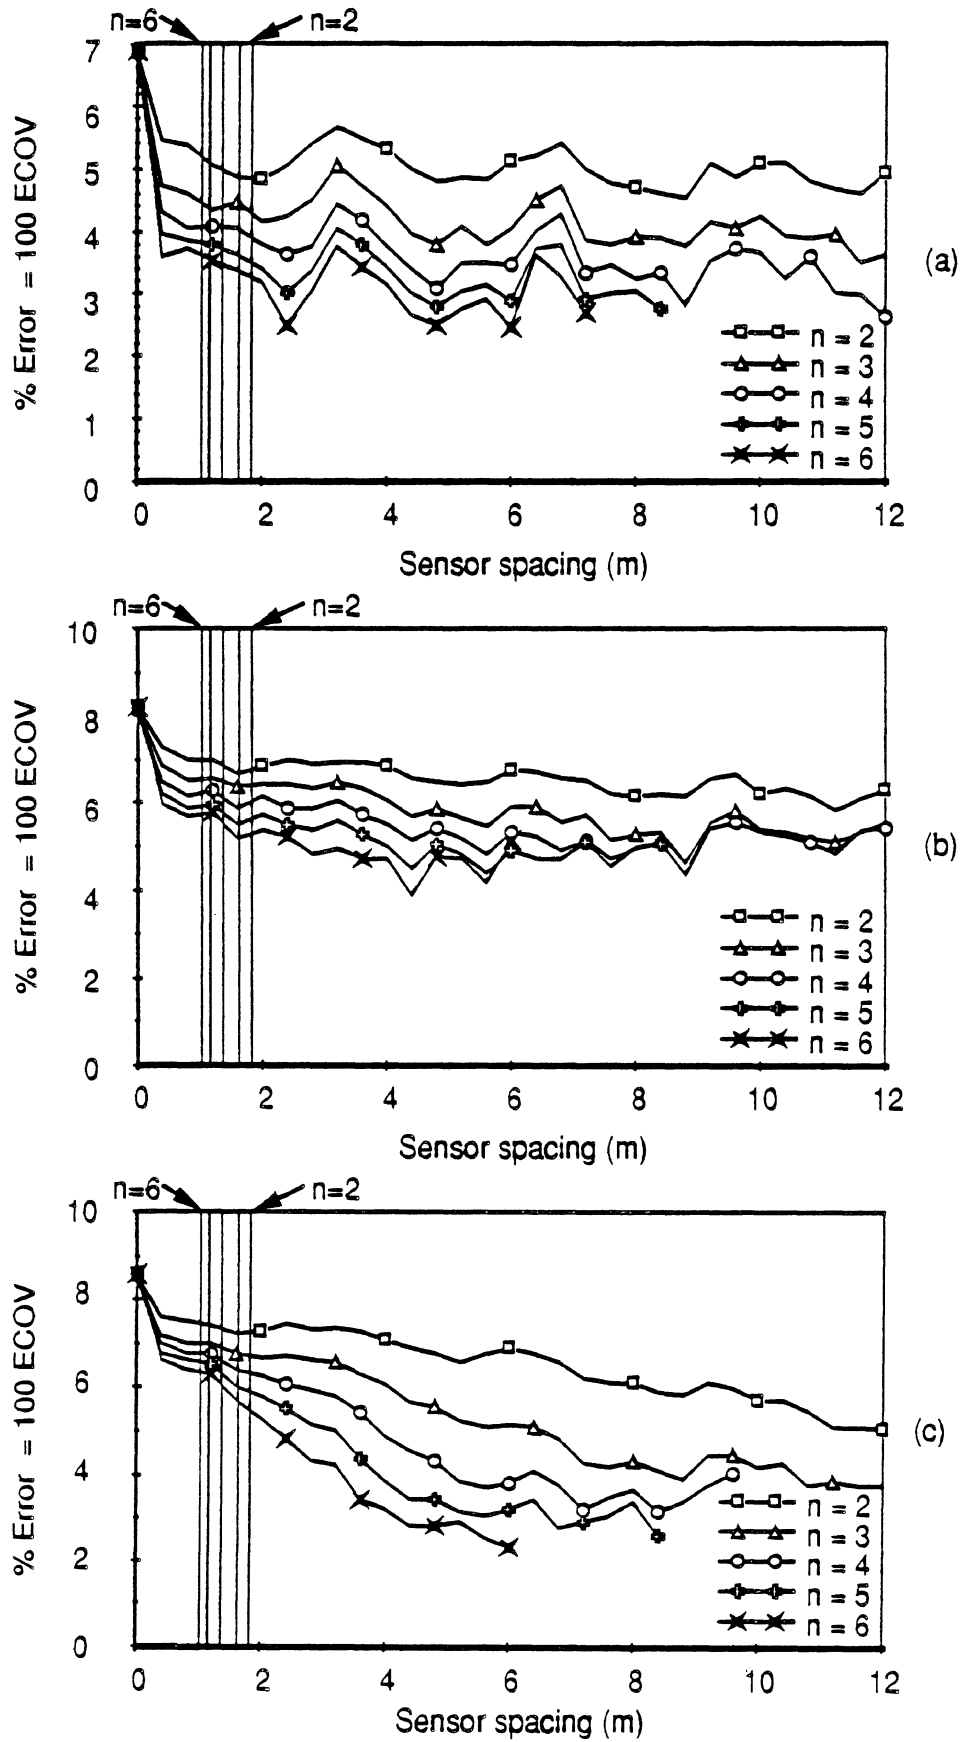 n=6 n=2
7
6
5
4
3
2
1
0
% Error = 100 ECOV
n = 2
n = 3
n = 4
n = 5
n = 6
(a)
0 2 4 6 8 10 12
Sensor spacing (m)
n=6 n=2
10
8
6
4
2
0
% Error = 100 ECOV
n = 2
n = 3
n = 4
n = 5
n = 6
(b)
0 2 4 6 8 10 12
Sensor spacing (m)
n=6 n=2
10
8
6
4
2
0
% Error = 100 ECOV
n = 2
n = 3
n = 4
n = 5
n = 6
(c)
0 2 4 6 8 10 12
Sensor spacing (m)